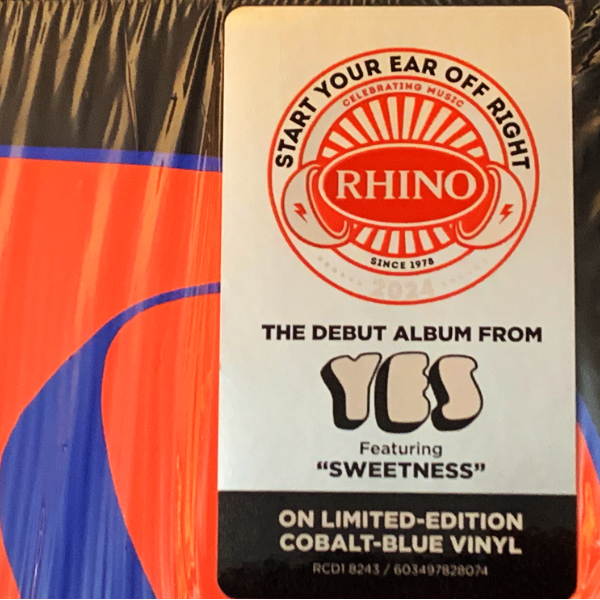 START YOUR EAR OFF RIGHT
CELEBRATING MUSIC
RHINO
SINCE 1978
2024
THE DEBUT ALBUM FROM
YES
Featuring
“SWEETNESS”
ON LIMITED-EDITION
COBALT-BLUE VINYL
RCD1 8243 / 603497828074